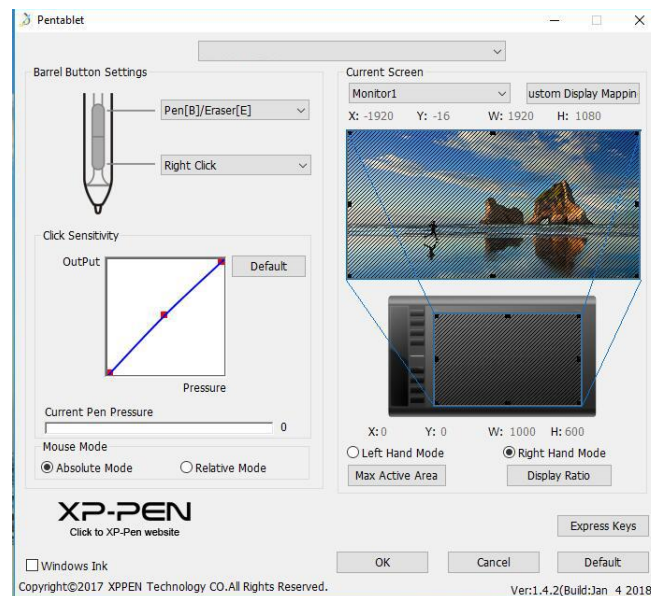 Pentablet
Barrel Button Settings
Pen[B]/Eraser[E]
Right Click
Click Sensitivity
OutPut
Default
Pressure
Current Pen Pressure
0
Mouse Mode
Absolute Mode
Relative Mode
XP-PEN
Click to XP-Pen website
Windows Ink
Copyright©2017 XPPEN Technology CO.All Rights Reserved.
Current Screen
Monitor1
ustom Display Mappin
X: -1920 Y: -16 W: 1920 H: 1080
X: 0 Y: 0 W: 1000 H: 600
Left Hand Mode
Right Hand Mode
Max Active Area
Display Ratio
Express Keys
OK
Cancel
Default
Ver:1.4.2(Build:Jan 4 2018